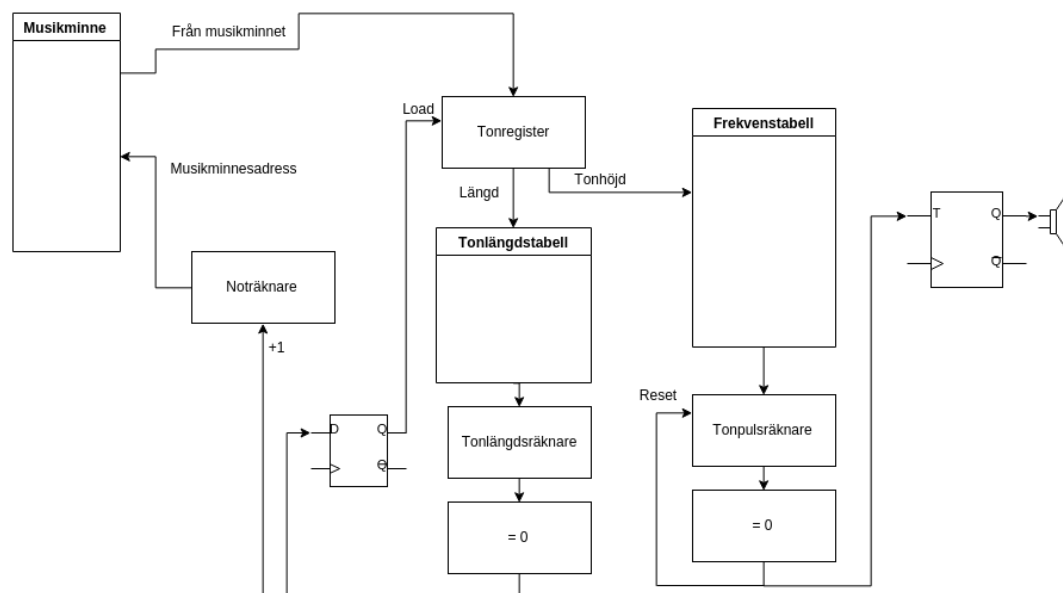 Musikminne
Från musikminnet
Load
Tonregister
Frekvenstabell
Musikminnesadress
Längd
Tonhöjd
T
Q
Q
Tonlängdstabell
Noträknare
+1
Reset
D
Q
Q
Tonlängdsräknare
Tonpulsräknare
= 0
= 0